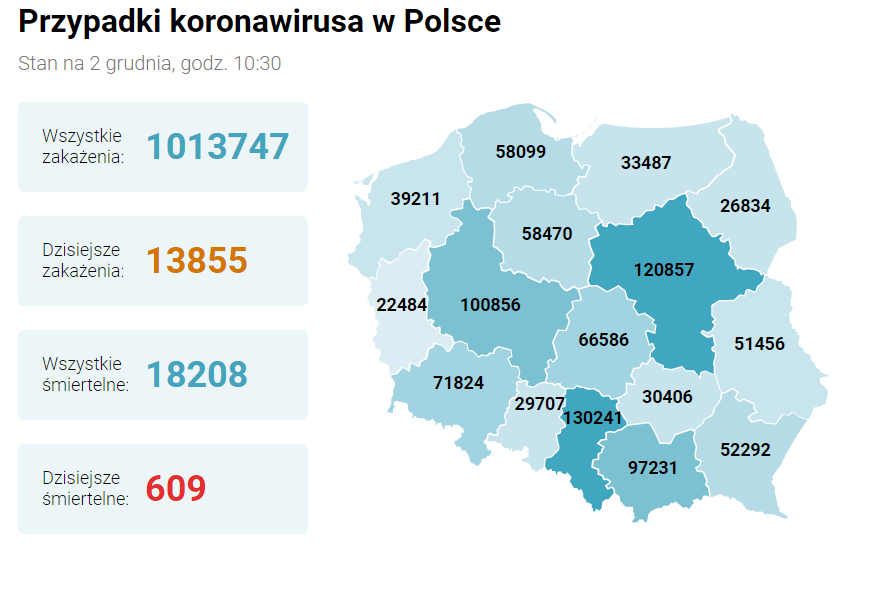 Przypadki koronawirusa w Polsce
Stan na 2 grudnia, godz. 10:30
Wszystkie
zakażenia:
1013747
Dzisiejsze
zakażenia:
13855
Wszystkie
śmiertelne:
18208
Dzisiejsze
śmiertelne:
609
58099
33487
39211
26834
58470
120857
22484
100856
66586
51456
71824
29707
30406
130241
52292
97231